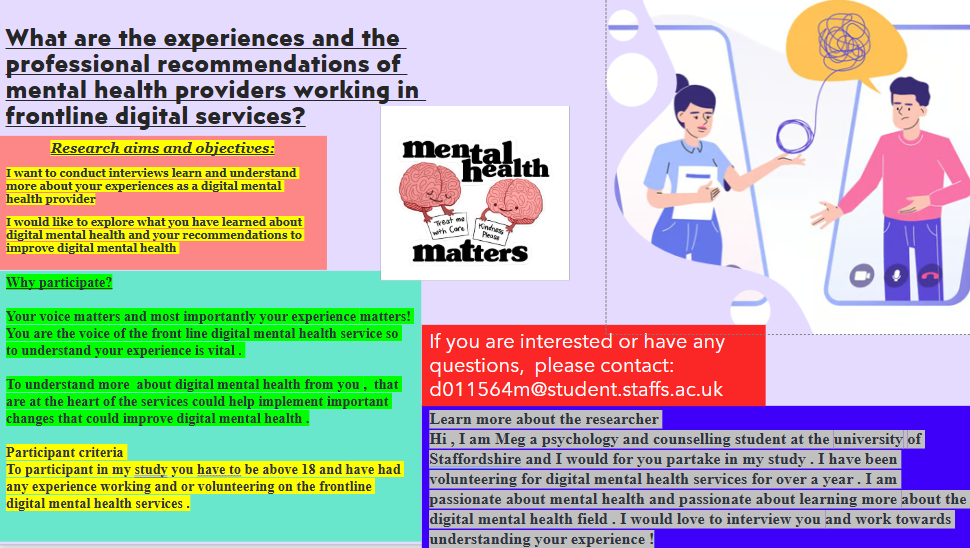 What are the experiences and the
professional recommendations of
mental health providers working in
frontline digital services?
Research aims and objectives:
I want to conduct interviews learn and understand
more about your experiences as a digital mental
health provider
I would like to explore what you have learned about
digital mental health and your recommendations to
improve digital mental health
mental
health
Treat me
with Care
Kindness
Please
matters
Why participate?
Your voice matters and most importantly your experience matters!
You are the voice of the front line digital mental health service so
to understand your experience is vital .
To understand more  about digital mental health from you ,  that
are at the heart of the services could help implement important
changes that could improve digital mental health .
Participant criteria
To participant in my study you have to be above 18 and have had
any experience working and or volunteering on the frontline
digital mental health services .
If you are interested or have any
questions,  please contact:
d011564m@student.staffs.ac.uk
Learn more about the researcher
Hi , I am Meg a psychology and counselling student at the university of
Staffordshire and I would for you partake in my study . I have been
volunteering for digital mental health services for over a year . I am
passionate about mental health and passionate about learning more about the
digital mental health field . I would love to interview you and work towards
understanding your experience !